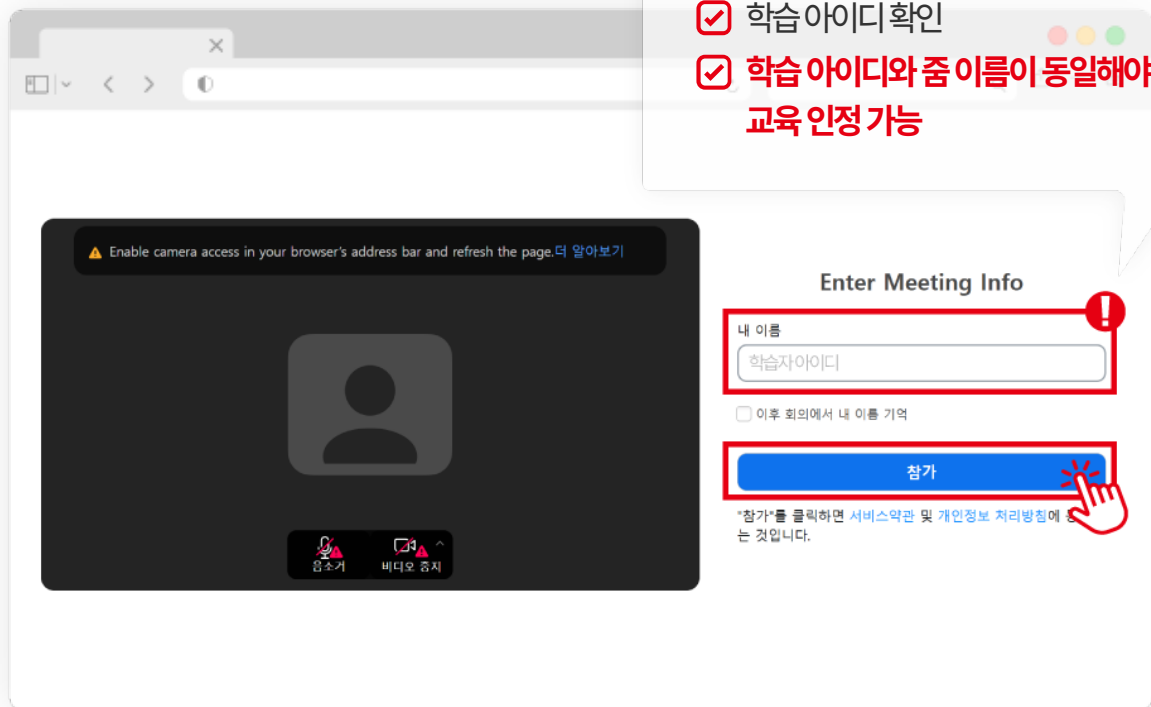 학습 아이디 확인
학습 아이디와 줌 이름이 동일해야
교육 인정 가능
Enable camera access in your browser's address bar and refresh the page.더 알아보기
Enter Meeting Info
내 이름
학습자아이디
이후 회의에서 내 이름 기억
참가
"참가"를 클릭하면 서비스약관 및 개인정보 처리방침에
는 것입니다.
음소거 비디오 중지